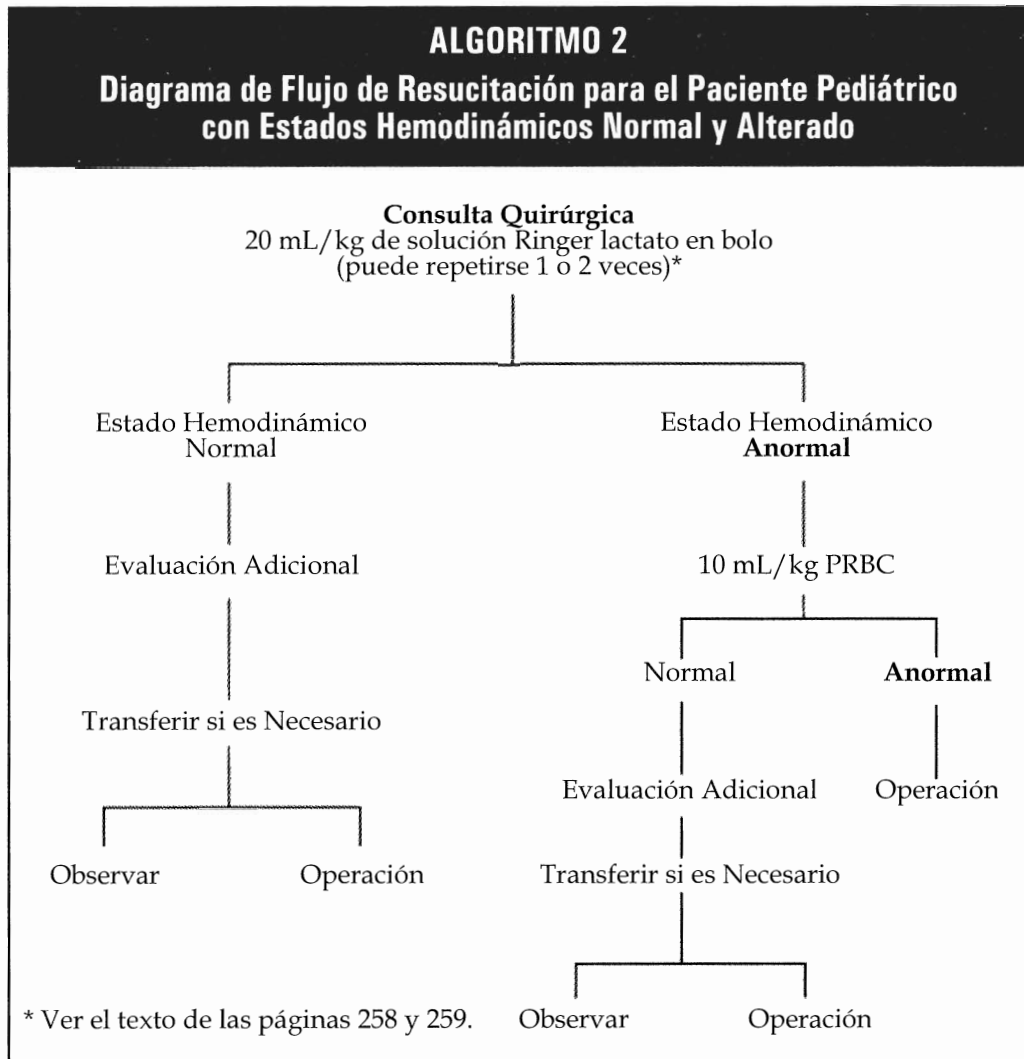 ALGORITMO 2
Diagrama de Flujo de Resucitación para el Paciente Pediátrico
con Estados Hemodinámicos Normal y Alterado
Consulta Quirúrgica
20 mL/kg de solución Ringer lactato en bolo
(puede repetirse 1 o 2 veces)*
Estado Hemodinámico
Normal
Estado Hemodinámico
Anormal
Evaluación Adicional
10 mL/kg PRBC
Normal
Anormal
Transferir si es Necesario
Evaluación Adicional
Operación
Observar
Operación
Transferir si es Necesario
* Ver el texto de las páginas 258 y 259.
Observar
Operación